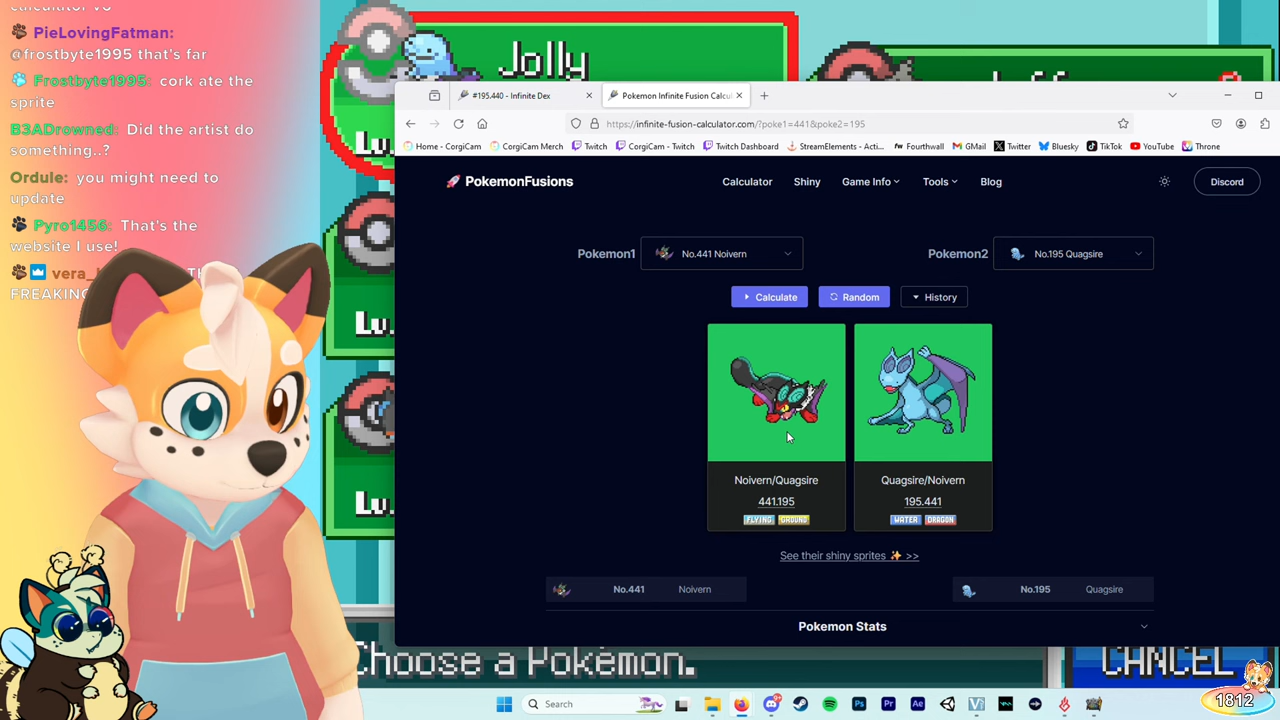 PieLovingFatman:
@frostbyte1995 that's far
Frostbyte1995: cork ate the
sprite
B3ADrowned: Did the artist do
something..?
Ordule: you might need to
update
Pyro1456: That's the
website I use!
FREAKING
Jolly
#195.440 - Infinite Dex
Pokemon Infinite Fusion Calcu
https://infinite-fusion-calculator.com/?poke1=441&poke2=195
Home - CorgiCam
CorgiCam Merch
Twitch
CorgiCam - Twitch
Twitch Dashboard
StreamElements - Acti...
Fourthwall
GMail
Twitter
Bluesky
TikTok
YouTube
Throne
PokemonFusions
Calculator
Shiny
Game Info
Tools
Blog
Discord
Pokemon1
No.441 Noivern
Pokemon2
No.195 Quagsire
Calculate
Random
History
Noivern/Quagsire
441.195
FLYING GROUND
Quagsire/Noivern
195.441
WATER DRAGON
See their shiny sprites ✨ >>
No.441
Noivern
No.195
Quagsire
Pokemon Stats
Lv.
Lv.
Choose a Pokémon.
CANCEL
Search
1812